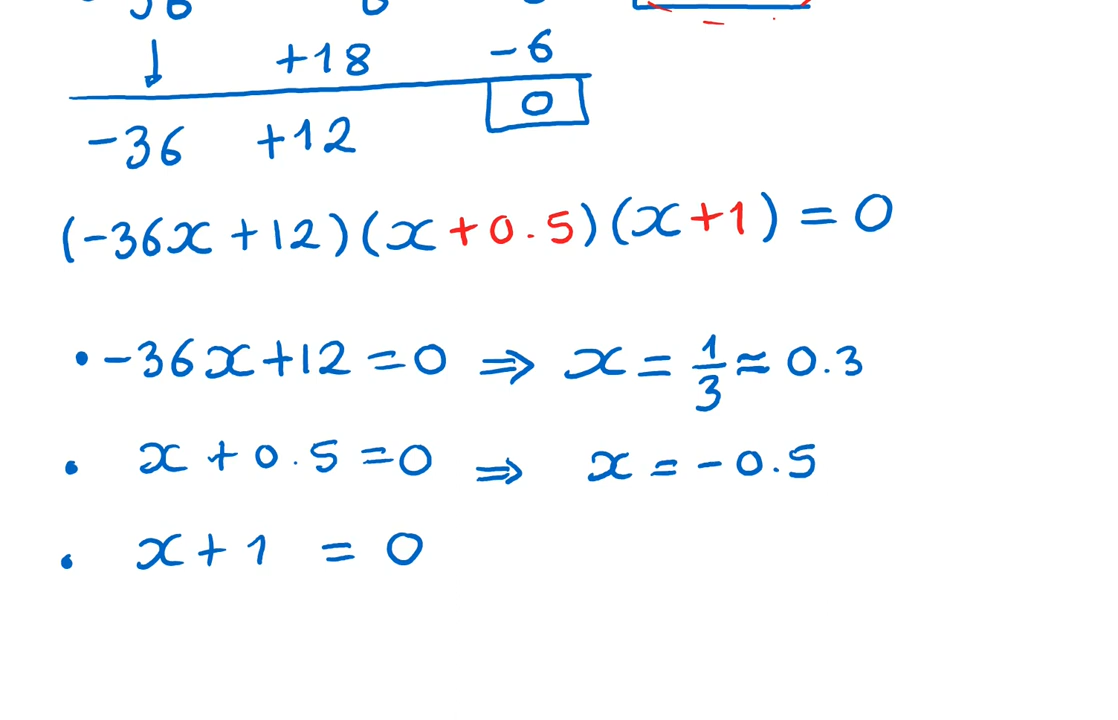 +18 -6
-36 +12 0
(-36x+12)(x+0.5)(x+1)=0
• -36x+12=0 ⇒ x=1/3≈0.3
• x+0.5=0 ⇒ x=-0.5
• x+1=0